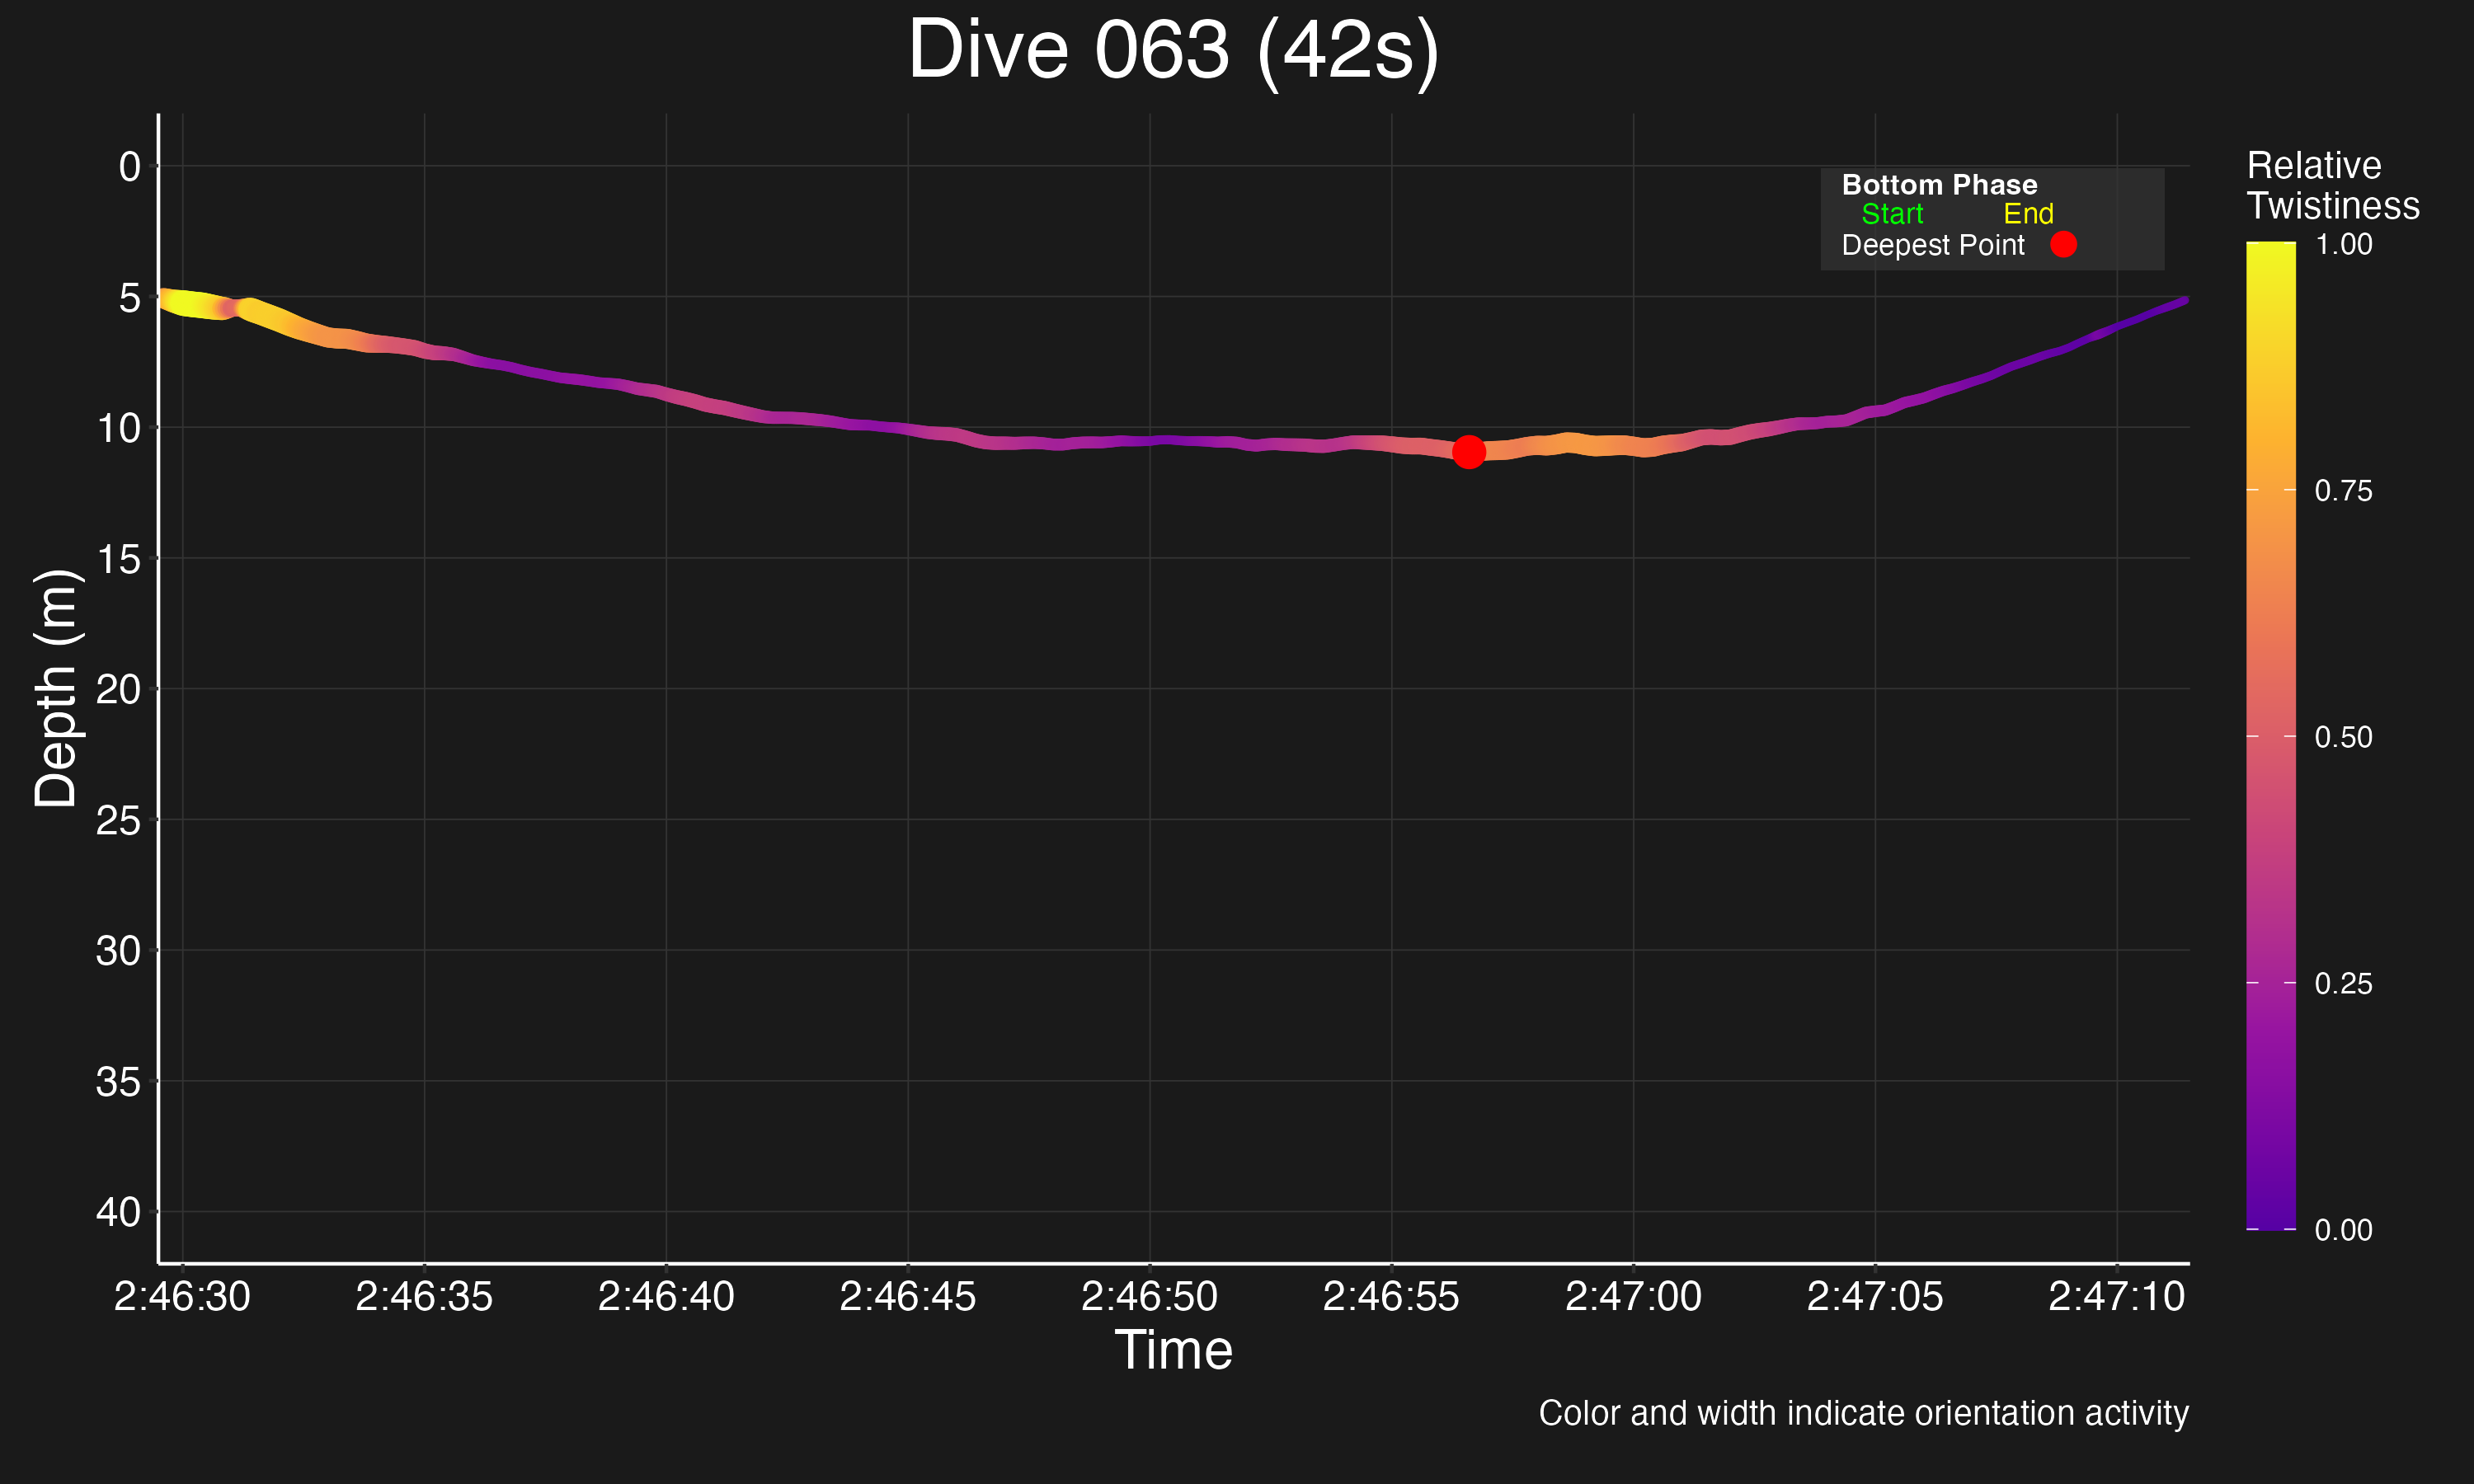 Dive 063 (42s)
Bottom Phase
Start End
Deepest Point
Relative
Twistiness
1.00
0.75
0.50
0.25
0.00
Depth (m)
0
5
10
15
20
25
30
35
40
2:46:30 2:46:35 2:46:40 2:46:45 2:46:50 2:46:55 2:47:00 2:47:05 2:47:10
Time
Color and width indicate orientation activity